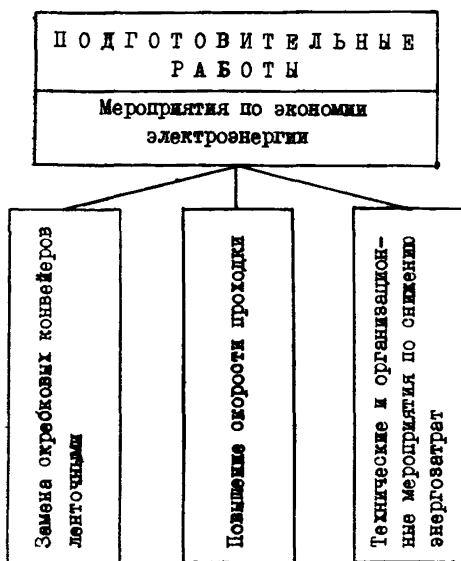 ПОДГОТОВИТЕЛЬНЫЕ
РАБОТЫ
Мероприятия по экономии
электроэнергии
Замена скребковых конвейеров
ленточными
Повышение скорости проходки
Технические и организацион-
ные мероприятия по снижению
энергозатрат